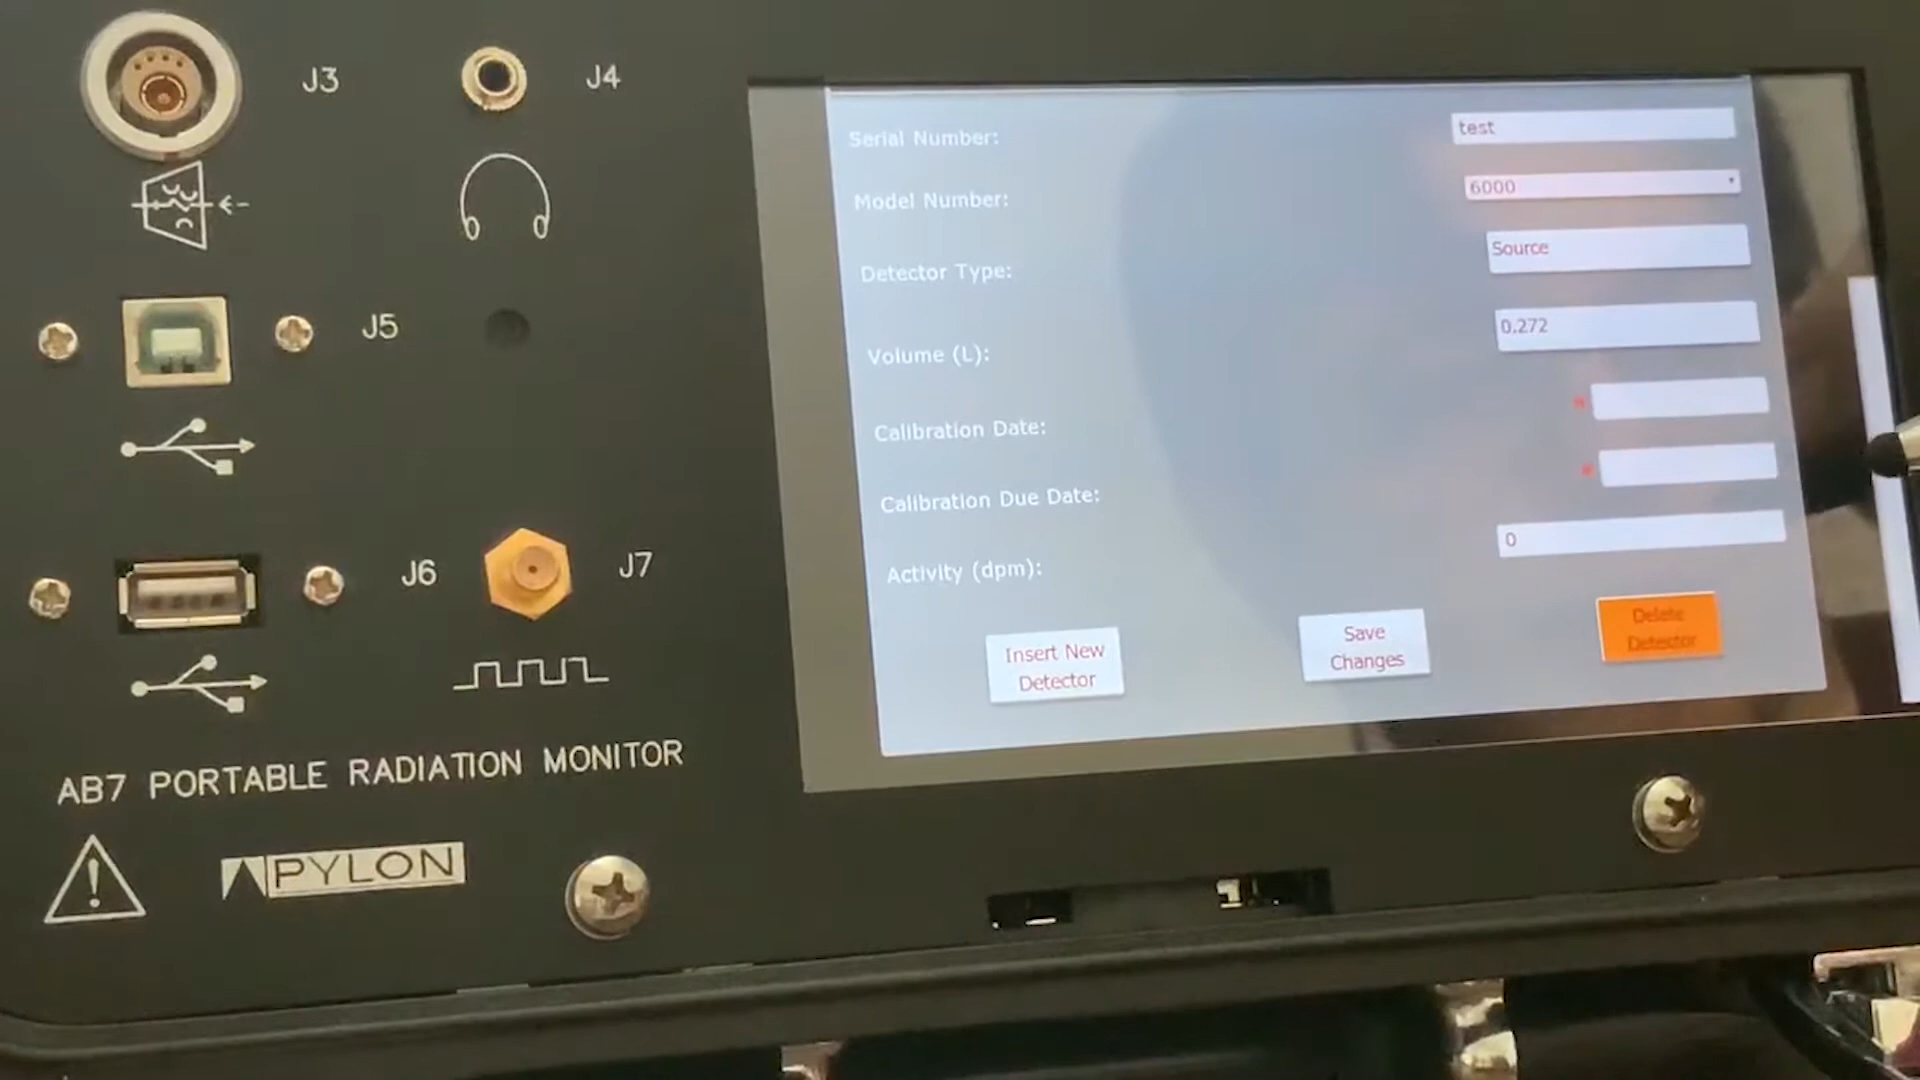 J3
J4
J5
J6
J7
AB7 PORTABLE RADIATION MONITOR
PYLON
Serial Number:
test
Model Number:
6000
Detector Type:
Source
Volume (L):
0.272
Calibration Date:
*
Calibration Due Date:
*
Activity (dpm):
0
Insert New
Detector
Save
Changes
Delete
Detector